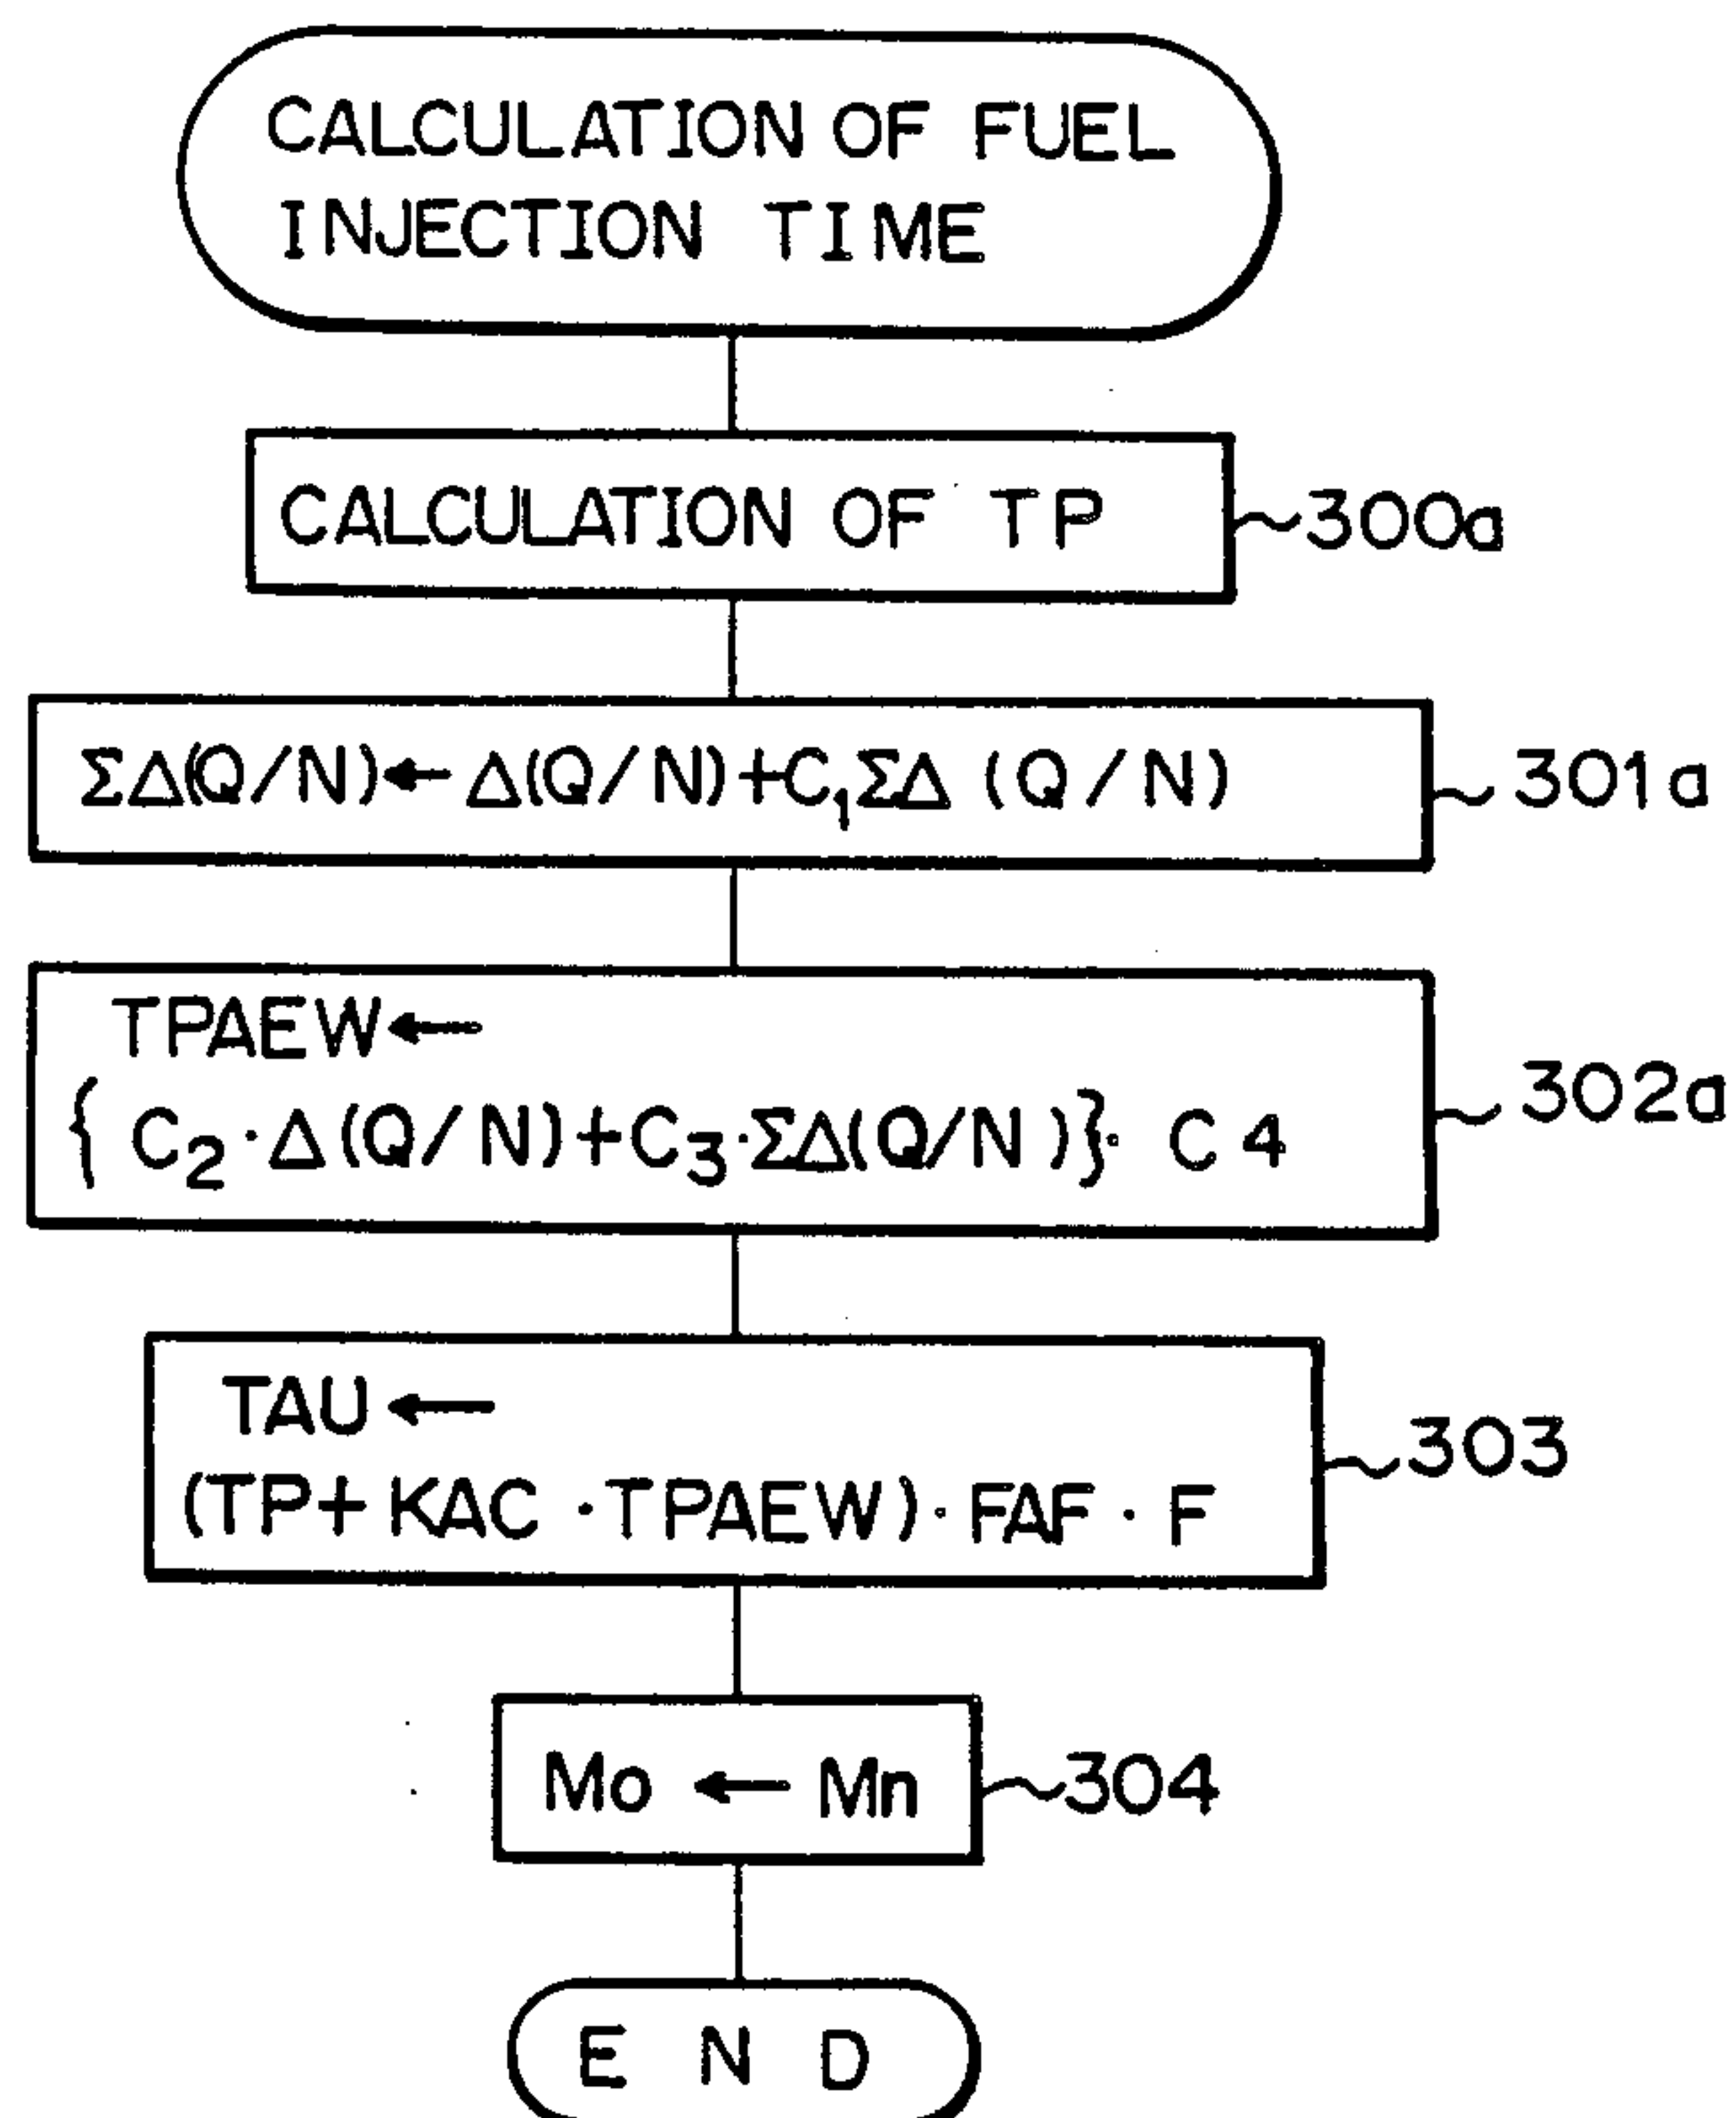 CALCULATION OF FUEL
INJECTION TIME
CALCULATION OF TP
300a
ΣΔ(Q/N)← Δ(Q/N)+C₁ΣΔ (Q/N)
301a
TPAEW←
{ C₂·Δ(Q/N)+C₃·ΣΔ(Q/N)}· C4
302a
TAU←
(TP+KAC·TPAEW)·FAF·F
303
Mo ← Mn
304
END